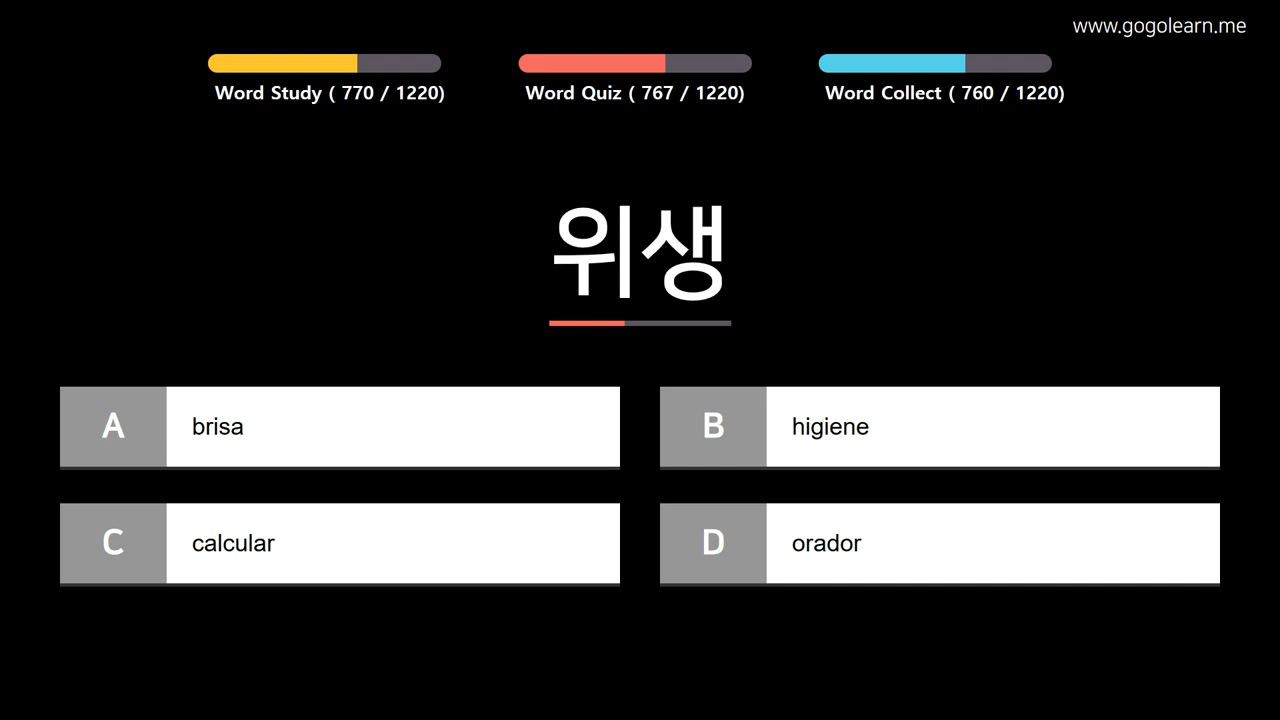 www.gogolearn.me
Word Study ( 770 / 1220)
Word Quiz ( 767 / 1220)
Word Collect ( 760 / 1220)
위생
A brisa
B higiene
C calcular
D orador